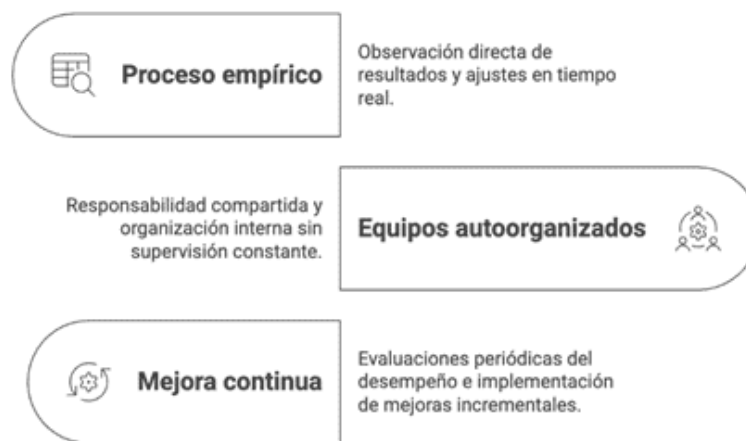 Proceso empírico
Observación directa de
resultados y ajustes en tiempo
real.
Responsabilidad compartida y
organización interna sin
supervisión constante.
Equipos autoorganizados
Mejora continua
Evaluaciones periódicas del
desempeño e implementación
de mejoras incrementales.